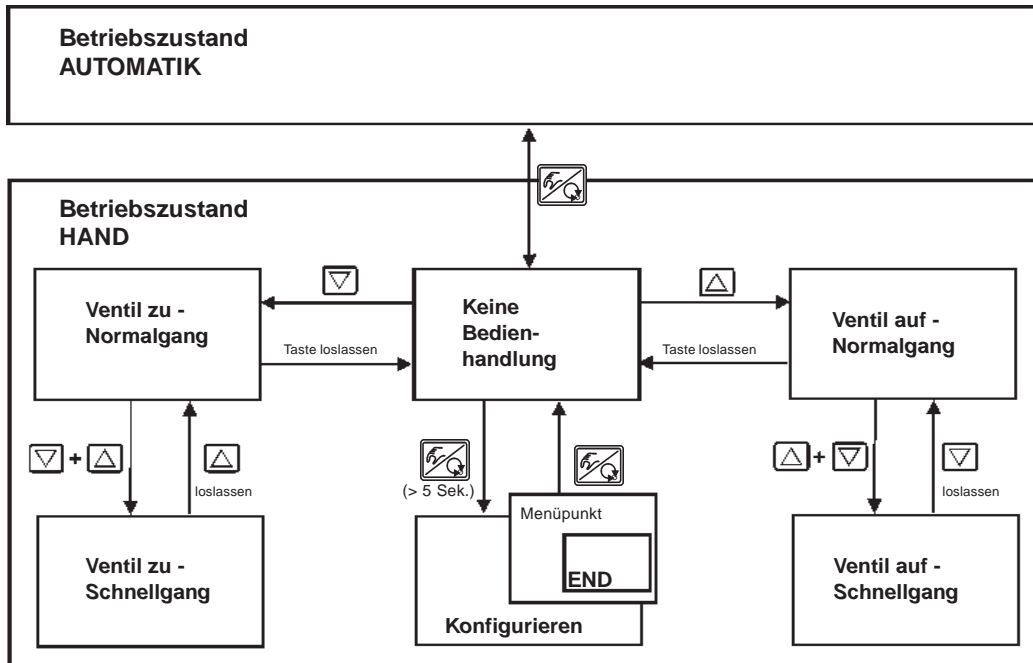 Betriebszustand
AUTOMATIK
Betriebszustand
HAND
Ventil zu -
Normalgang
Keine
Bedien-
handlung
Ventil auf -
Normalgang
Taste loslassen
Taste loslassen
+
loslassen
(> 5 Sek.)
+
loslassen
Ventil zu -
Schnellgang
Menüpunkt
END
Konfigurieren
Ventil auf -
Schnellgang